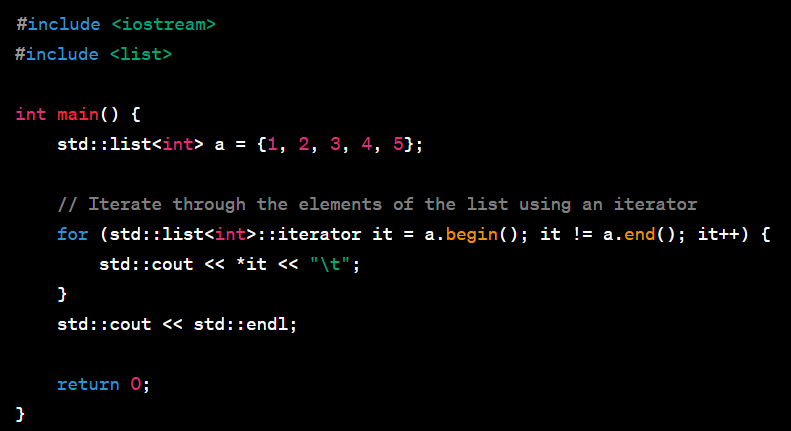 #include <iostream>
#include <list>

int main() {
    std::list<int> a = {1, 2, 3, 4, 5};

    // Iterate through the elements of the list using an iterator
    for (std::list<int>::iterator it = a.begin(); it != a.end(); it++) {
        std::cout << *it << "\t";
    }
    std::cout << std::endl;

    return 0;
}